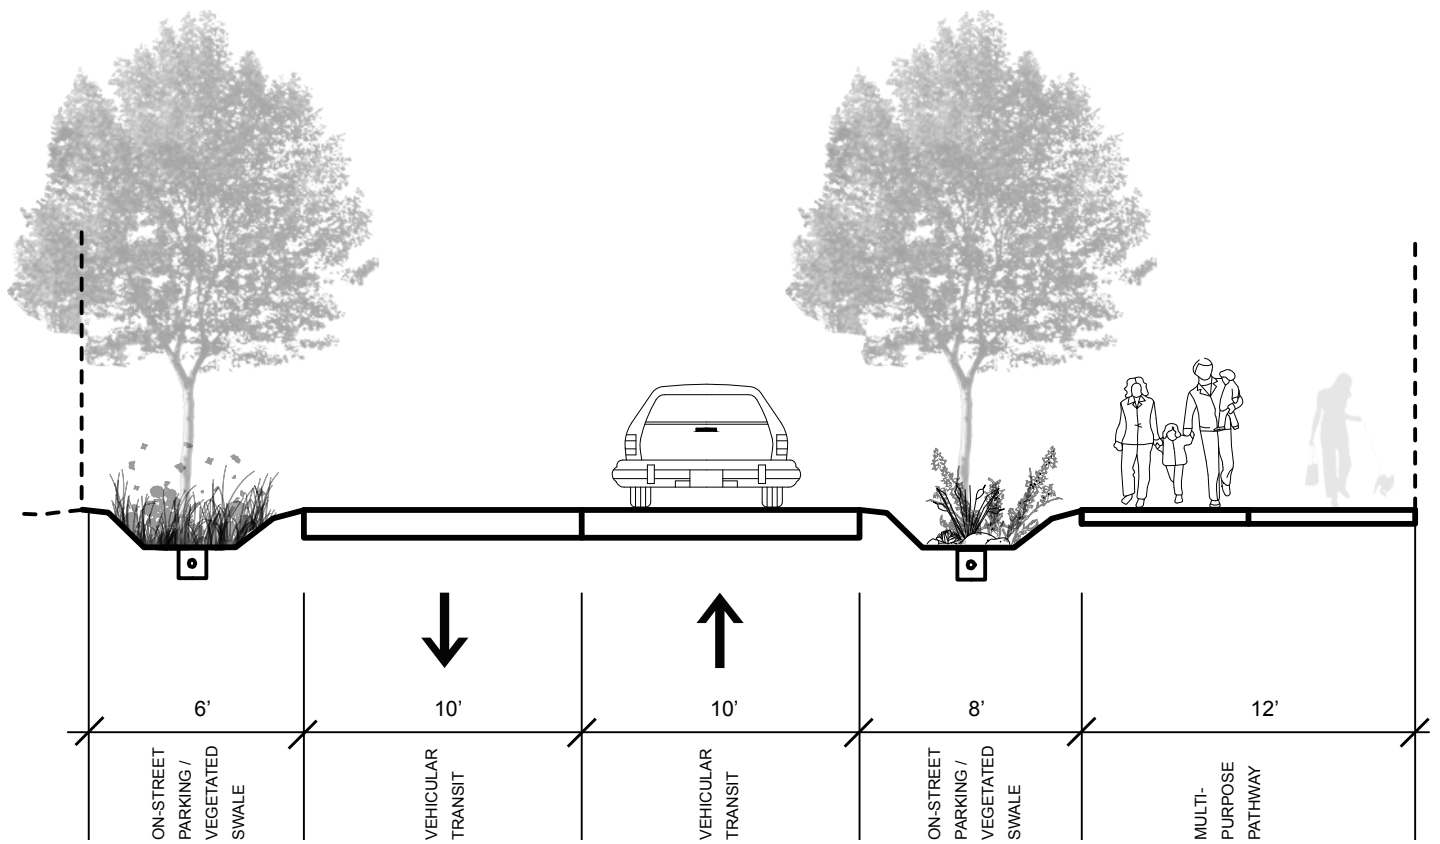 6’
10’
10’
8’
12’
ON-STREET
PARKING /
VEGETATED
SWALE
VEHICULAR
TRANSIT
VEHICULAR
TRANSIT
ON-STREET
PARKING /
VEGETATED
SWALE
MULTI-
PURPOSE
PATHWAY